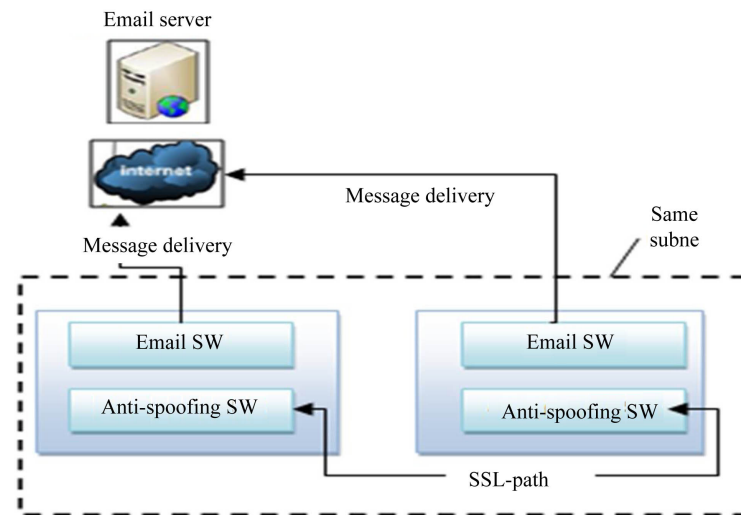 Email server
internet
Message delivery
Message delivery
Same
subne
Email SW
Email SW
Anti-spoofing SW
Anti-spoofing SW
SSL-path